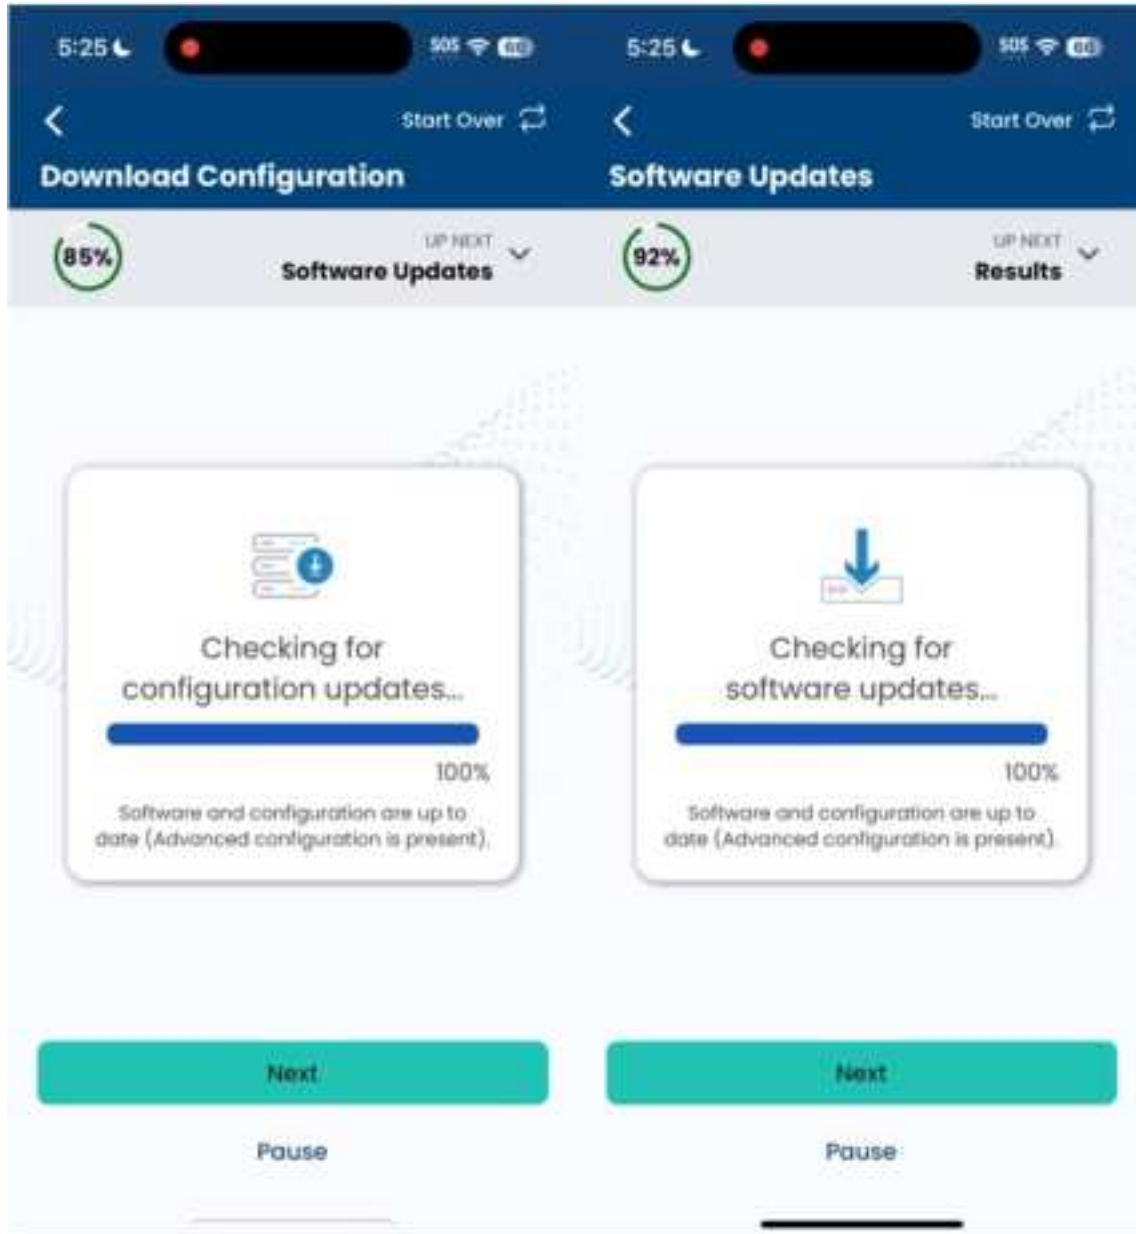 5:25
SOS
Start Over
Download Configuration
85%
UP NEXT
Software Updates
Checking for
configuration updates...
100%
Software and configuration are up to
date (Advanced configuration is present).
Next
Pause
5:25
SOS
Start Over
Software Updates
92%
UP NEXT
Results
Checking for
software updates...
100%
Software and configuration are up to
date (Advanced configuration is present).
Next
Pause